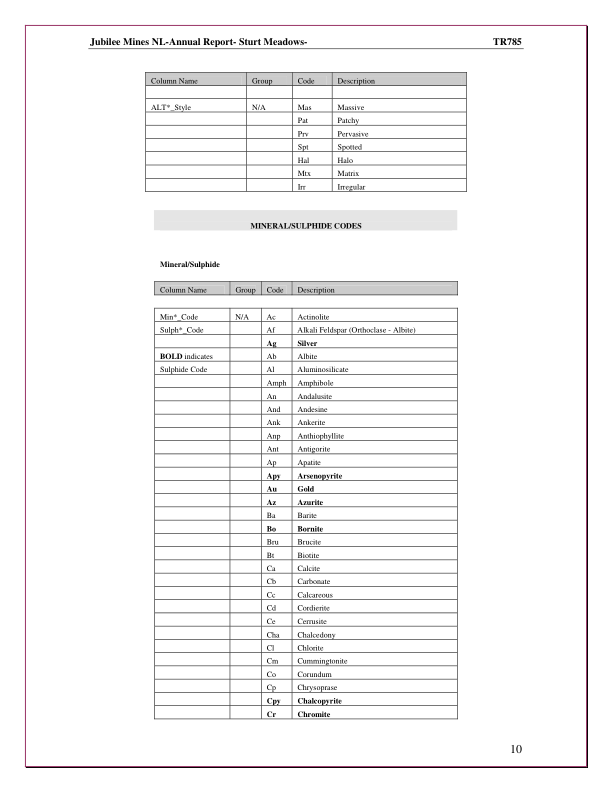 Jubilee Mines NL-Annual Report- Sturt Meadows- TR785
Column Name Group Code Description
ALT*_Style N/A Mas Massive
Pat Patchy
Prv Pervasive
Spt Spotted
Hal Halo
Mtx Matrix
Irr Irregular
MINERAL/SULPHIDE CODES
Mineral/Sulphide
Column Name Group Code Description
Min*_Code N/A Ac Actinolite
Sulph*_Code Af Alkali Feldspar (Orthoclase - Albite)
Ag Silver
BOLD indicates Ab Albite
Sulphide Code Al Aluminosilicate
Amph Amphibole
An Andalusite
And Andesine
Ank Ankerite
Anp Anthiophyllite
Ant Antigorite
Ap Apatite
Apy Arsenopyrite
Au Gold
Az Azurite
Ba Barite
Bo Bornite
Bru Brucite
Bt Biotite
Ca Calcite
Cb Carbonate
Cc Calcareous
Cd Cordierite
Ce Cerrusite
Cha Chalcedony
Cl Chlorite
Cm Cummingtonite
Co Corundum
Cp Chrysoprase
Cpy Chalcopyrite
Cr Chromite
10